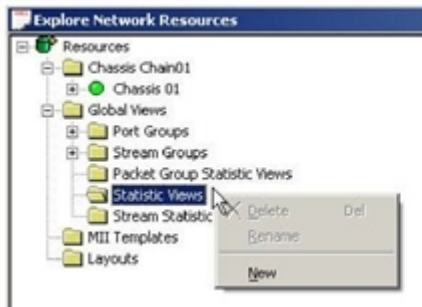 Explore Network Resources
Resources
Chassis Chain01
Chassis 01
Global Views
Port Groups
Stream Groups
Packet Group Statistic Views
Statistic Views
Delete Del
Stream Statistic
Rename
MII Templates
Layouts
New